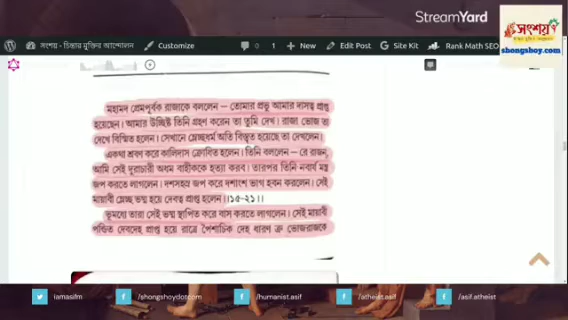 StreamYard
সংশয়
shongshoy.com
সংশয় - চিন্তার মুক্তির আন্দোলন Customize 0 1 New Edit Post Site Kit Rank Math SEO
মহামদ প্রেমপূর্বক রাজাকে বললেন – তোমার প্রভু আমার দাসত্ব প্রাপ্ত
হয়েছেন। আমার উচ্ছিষ্ট তিনি গ্রহণ করেন তা তুমি দেখ। রাজা ভোজ তা
দেখে বিস্মিত হলেন। সেখানে ম্লেচ্ছধর্ম অতি বিস্তৃত হয়েছে তা দেখলেন।
একথা শ্রবণ করে কালিদাস ক্রোধিত হলেন। তিনি বললেন – রে রাজন,
আমি সেই দুরাচারী অধম বাহীককে হত্যা করব। তারপর তিনি নবার্ণ মন্ত্র
জপ করতে লাগলেন। দশসহস্র জপ করে দশাংশ ভাগ হবন করলেন। সেই
মায়াবী ম্লেচ্ছ ভস্ম হয়ে দেবত্ব প্রাপ্ত হলেন।।১৫-২১।।
ভূমধ্যে তারা সেই ভস্ম স্থাপিত করে বাস করতে লাগলেন। সেই মায়াবী
পণ্ডিত দেবদেহ প্রাপ্ত হয়ে রাত্রে পৈশাচিক দেহ ধারণ ক্রু ভোজরাজকে
iamasifm /shongshoydotcom /humanist.asif /atheist.asif /asif.atheist